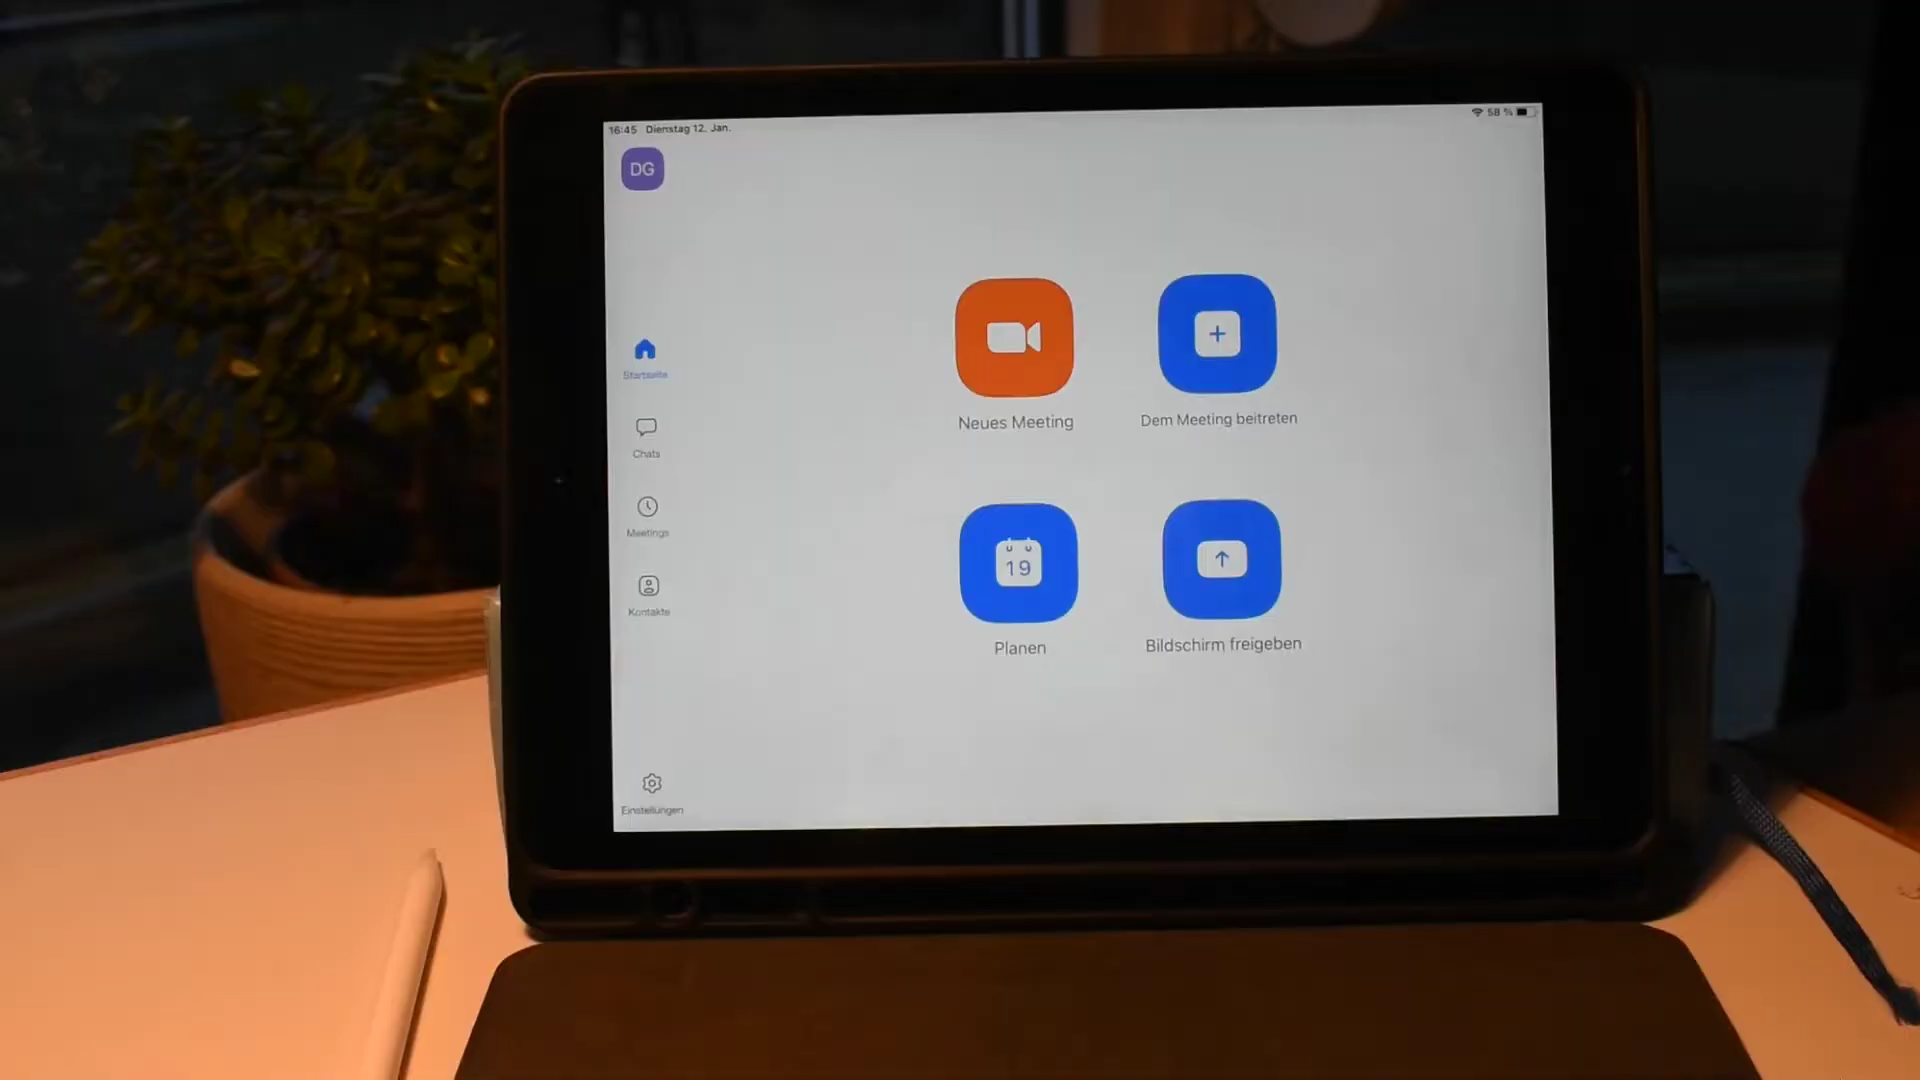 16:45 Dienstag 12. Jan.
58 %
DG
Startseite
Chats
Meetings
Kontakte
Einstellungen
Neues Meeting
Dem Meeting beitreten
19
Planen
Bildschirm freigeben